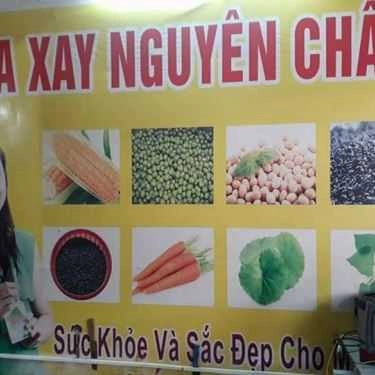 A XAY NGUYÊN CHÂ
Sức Khỏe Và Sắc Đẹp Cho